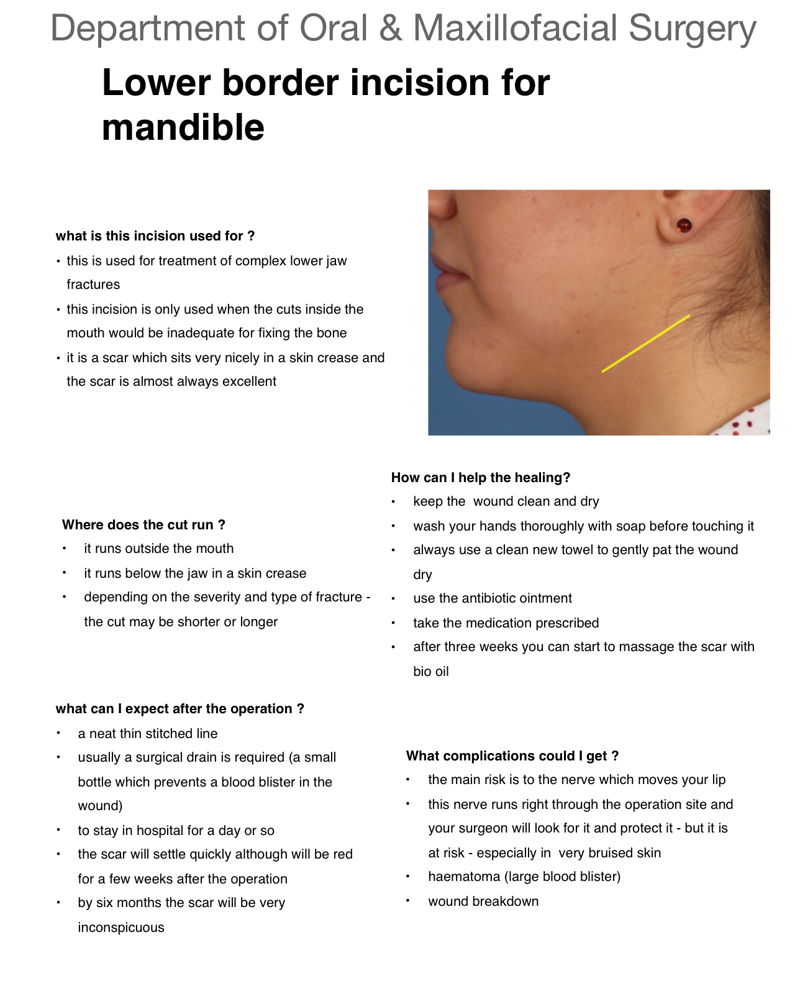 Department of Oral & Maxillofacial Surgery
Lower border incision for
mandible
what is this incision used for ?
• this is used for treatment of complex lower jaw
fractures
• this incision is only used when the cuts inside the
mouth would be inadequate for fixing the bone
• it is a scar which sits very nicely in a skin crease and
the scar is almost always excellent
Where does the cut run ?
• it runs outside the mouth
• it runs below the jaw in a skin crease
• depending on the severity and type of fracture -
the cut may be shorter or longer
what can I expect after the operation ?
• a neat thin stitched line
• usually a surgical drain is required (a small
bottle which prevents a blood blister in the
wound)
• to stay in hospital for a day or so
• the scar will settle quickly although will be red
for a few weeks after the operation
• by six months the scar will be very
inconspicuous
How can I help the healing?
• keep the  wound clean and dry
• wash your hands thoroughly with soap before touching it
• always use a clean new towel to gently pat the wound
dry
• use the antibiotic ointment
• take the medication prescribed
• after three weeks you can start to massage the scar with
bio oil
What complications could I get ?
• the main risk is to the nerve which moves your lip
• this nerve runs right through the operation site and
your surgeon will look for it and protect it - but it is
at risk - especially in  very bruised skin
• haematoma (large blood blister)
• wound breakdown